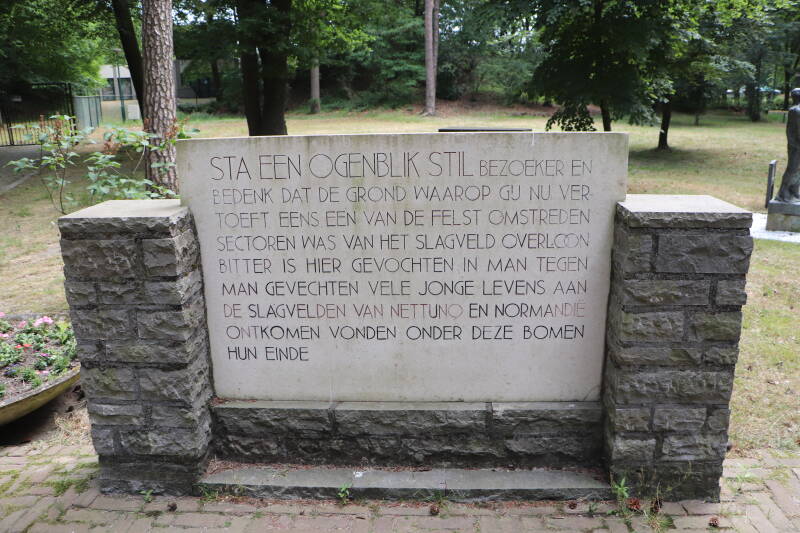 STA EEN OGENBLIK STIL BEZOEKER EN
BEDENK DAT DE GROND WAAROP GIJ NU VER-
TOEFT EENS EEN VAN DE FELST OMSTREDEN
SECTOREN WAS VAN HET SLAGVELD OVERLOON
BITTER IS HIER GEVOCHTEN IN MAN TEGEN
MAN GEVECHTEN VELE JONGE LEVENS AAN
DE SLAGVELDEN VAN NETTUNO EN NORMANDIË
ONTKOMEN VONDEN ONDER DEZE BOMEN
HUN EINDE